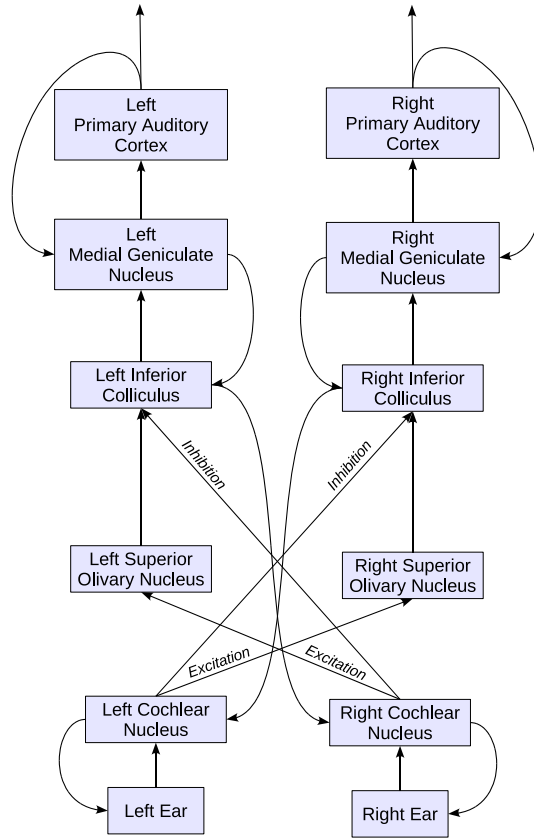 Left
Primary Auditory
Cortex
Right
Primary Auditory
Cortex
Left
Medial Geniculate
Nucleus
Right
Medial Geniculate
Nucleus
Left Inferior
Colliculus
Right Inferior
Colliculus
Inhibition
Inhibition
Left Superior
Olivary Nucleus
Right Superior
Olivary Nucleus
Excitation
Excitation
Left Cochlear
Nucleus
Right Cochlear
Nucleus
Left Ear
Right Ear